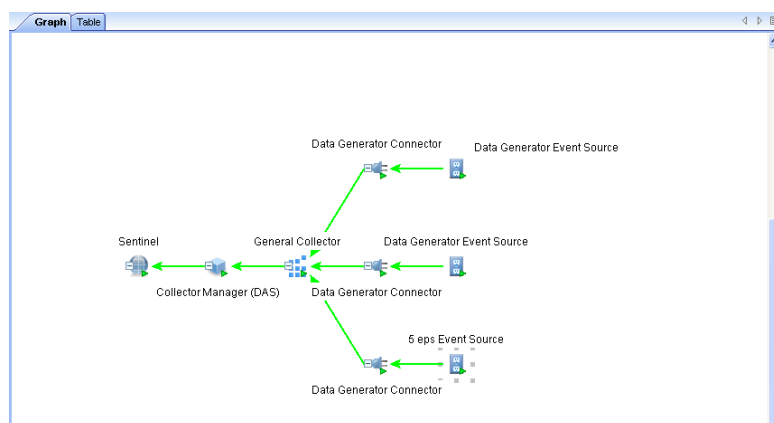 Graph Table
Data Generator Connector
Data Generator Event Source
Sentinel
General Collector
Data Generator Event Source
Collector Manager (DAS)
Data Generator Connector
5 eps Event Source
Data Generator Connector